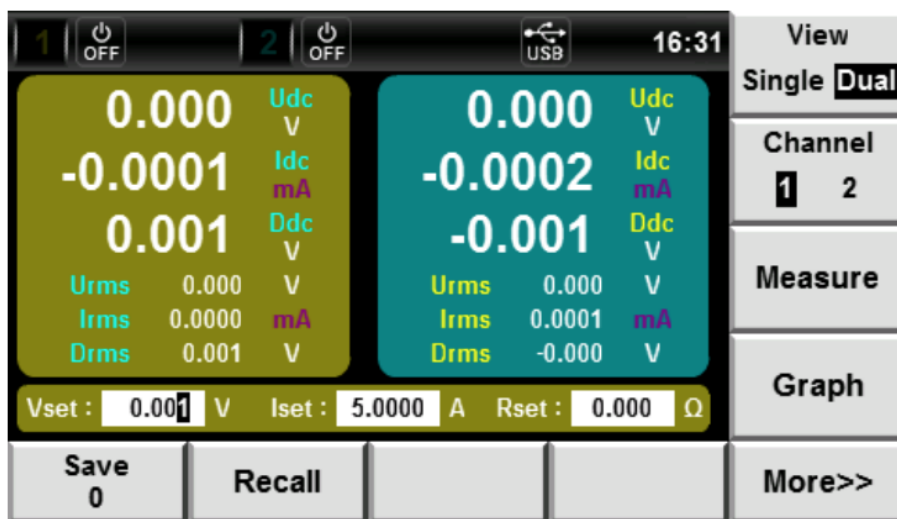 1 OFF 2 OFF USB 16:31
0.000 Udc V
-0.0001 Idc mA
0.001 Ddc V
Urms 0.000 V
Irms 0.0000 mA
Drms 0.001 V
0.000 Udc V
-0.0002 Idc mA
-0.001 Ddc V
Urms 0.000 V
Irms 0.0001 mA
Drms -0.000 V
Vset : 0.001 V Iset : 5.0000 A Rset : 0.000 Ω
View
Single Dual
Channel
1 2
Measure
Graph
More>>
Save
0
Recall